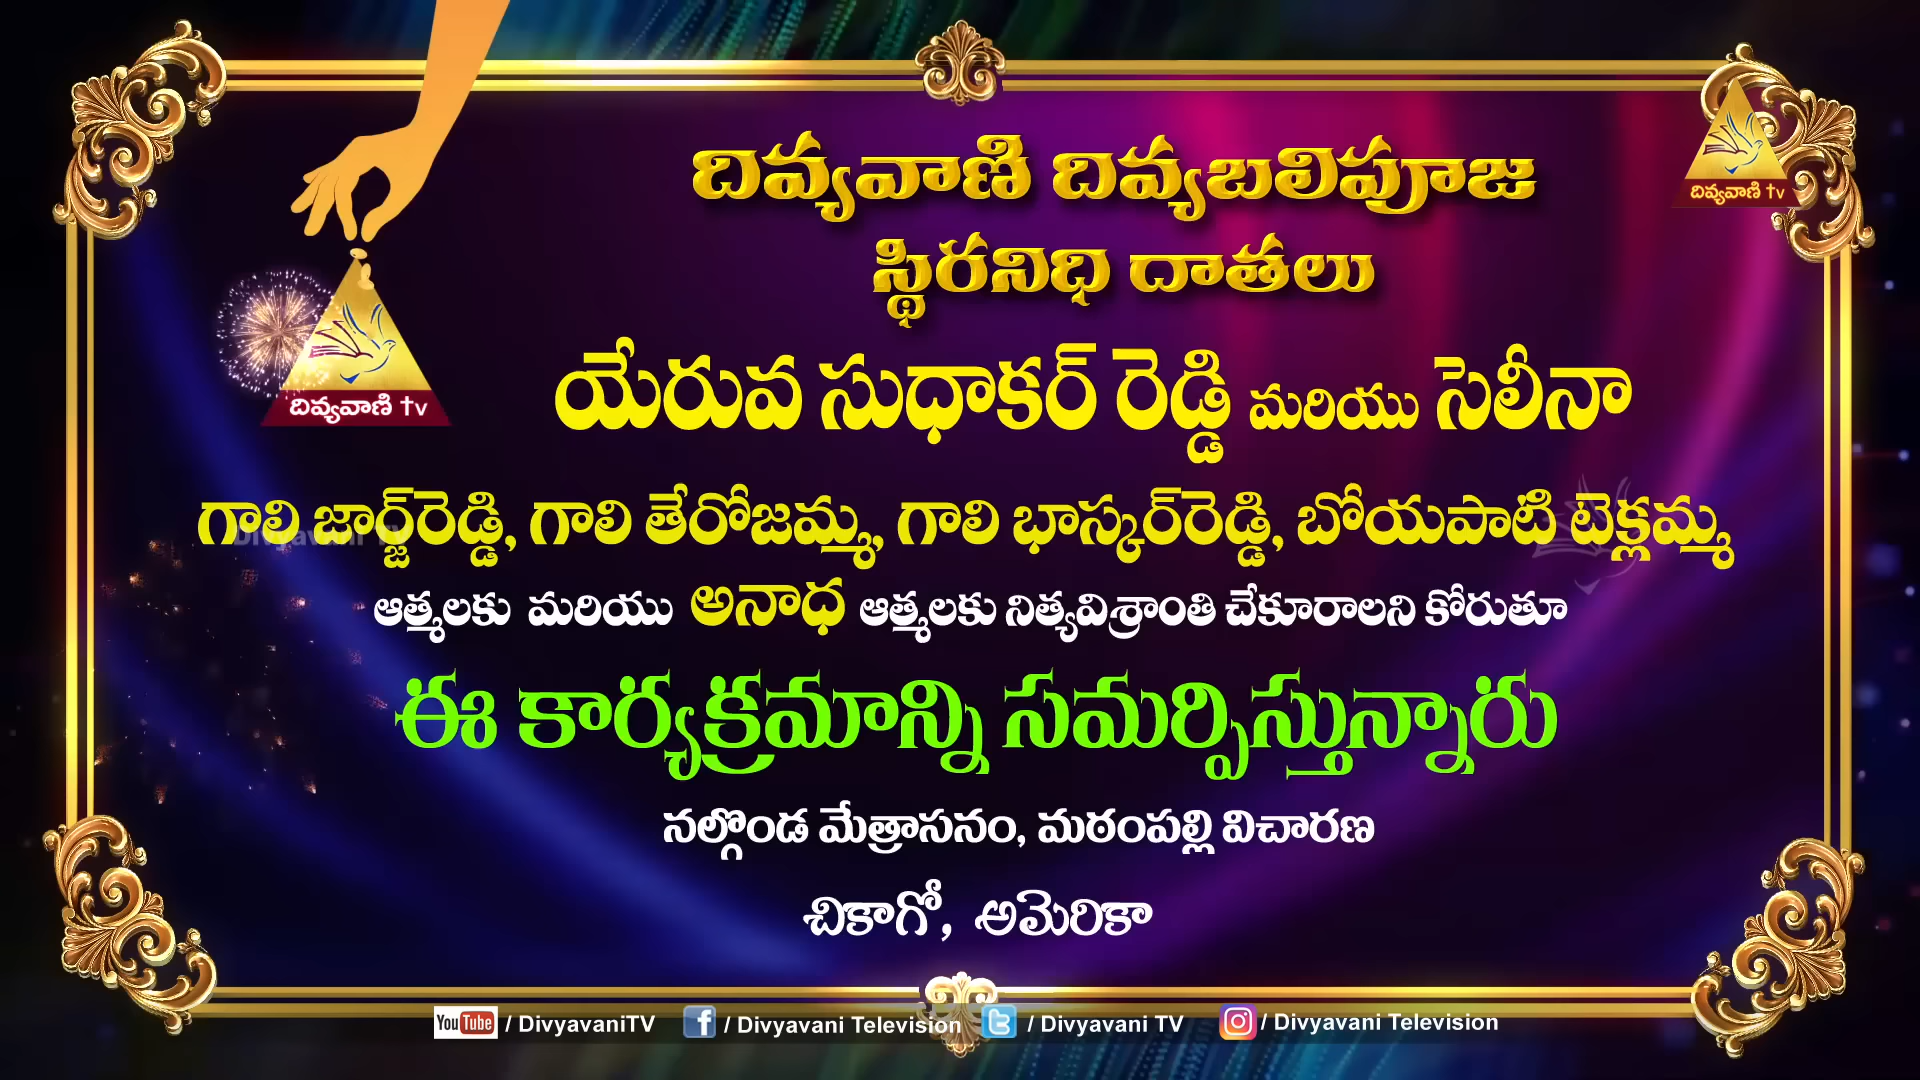 దివ్యవాణి దివ్యబలిపూజ
స్థిరనిధి దాతలు
దివ్యవాణి tv
దివ్యవాణి tv
యేరువ సుధాకర్ రెడ్డి మరియు సెలీనా
గాలి జార్జ్‌రెడ్డి, గాలి తేరోజమ్మ, గాలి భాస్కర్‌రెడ్డి, బోయపాటి టెక్లమ్మ
Divyavani TV
ఆత్మలకు మరియు అనాధ ఆత్మలకు నిత్యవిశ్రాంతి చేకూరాలని కోరుతూ
ఈ కార్యక్రమాన్ని సమర్పిస్తున్నారు
నల్గొండ మేత్రాసనం, మఠంపల్లి విచారణ
చికాగో, అమెరికా
YouTube / DivyavaniTV / Divyavani Television / Divyavani TV / Divyavani Television